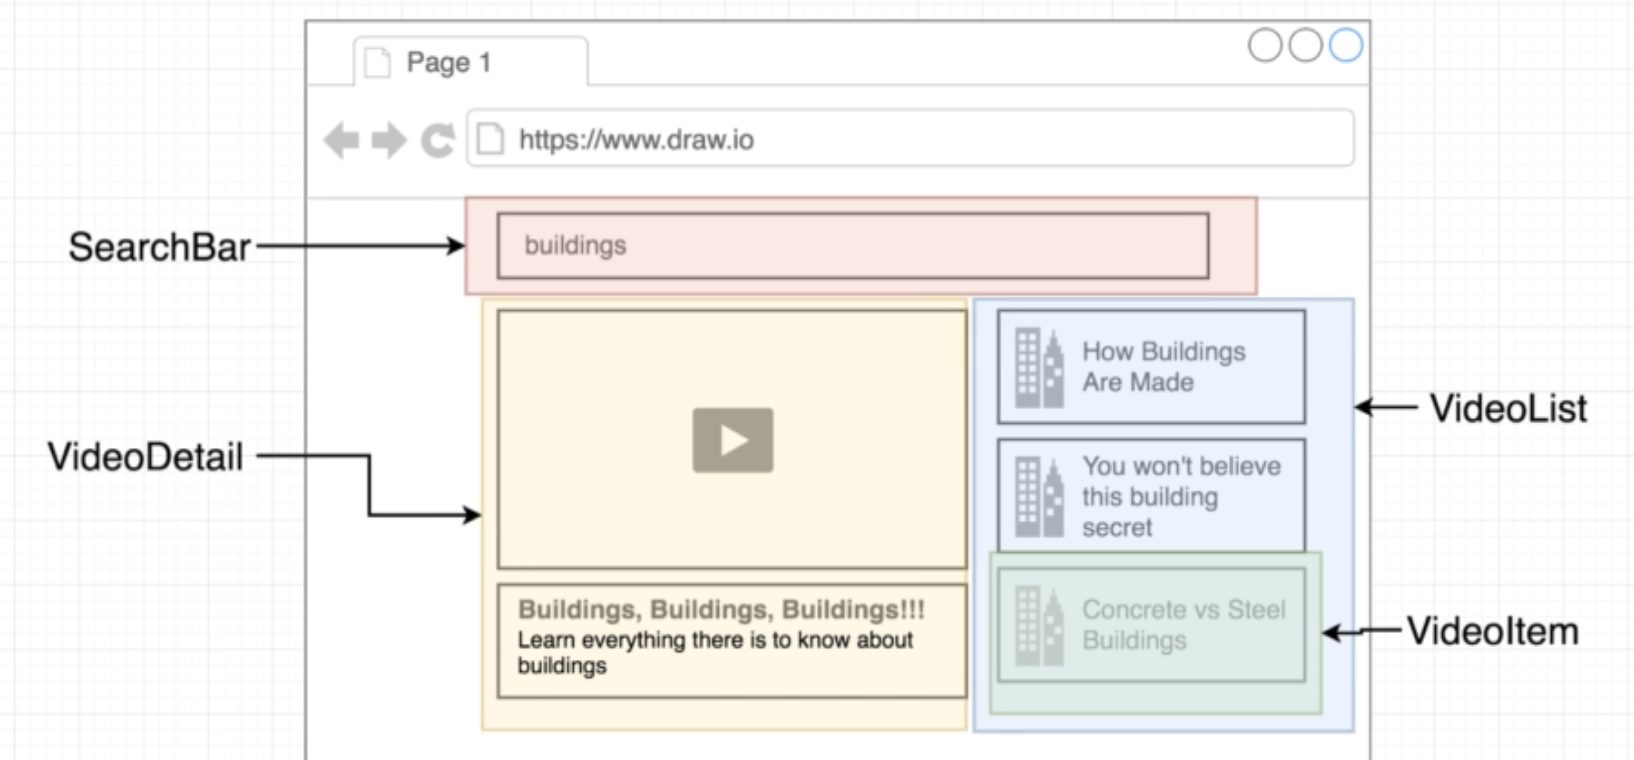 Page 1
https://www.draw.io
SearchBar
buildings
VideoDetail
Buildings, Buildings, Buildings!!!
Learn everything there is to know about
buildings
How Buildings
Are Made
You won't believe
this building
secret
Concrete vs Steel
Buildings
VideoList
VideoItem